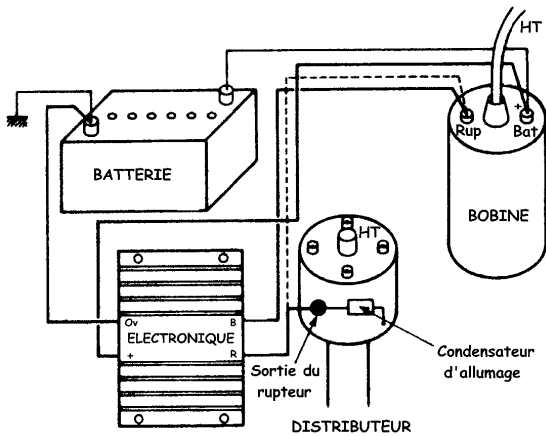 HT
+
Rup
Bat
BATTERIE
BOBINE
HT
Ov
B
ELECTRONIQUE
+
R
Sortie du
rupteur
Condensateur
d'allumage
DISTRIBUTEUR